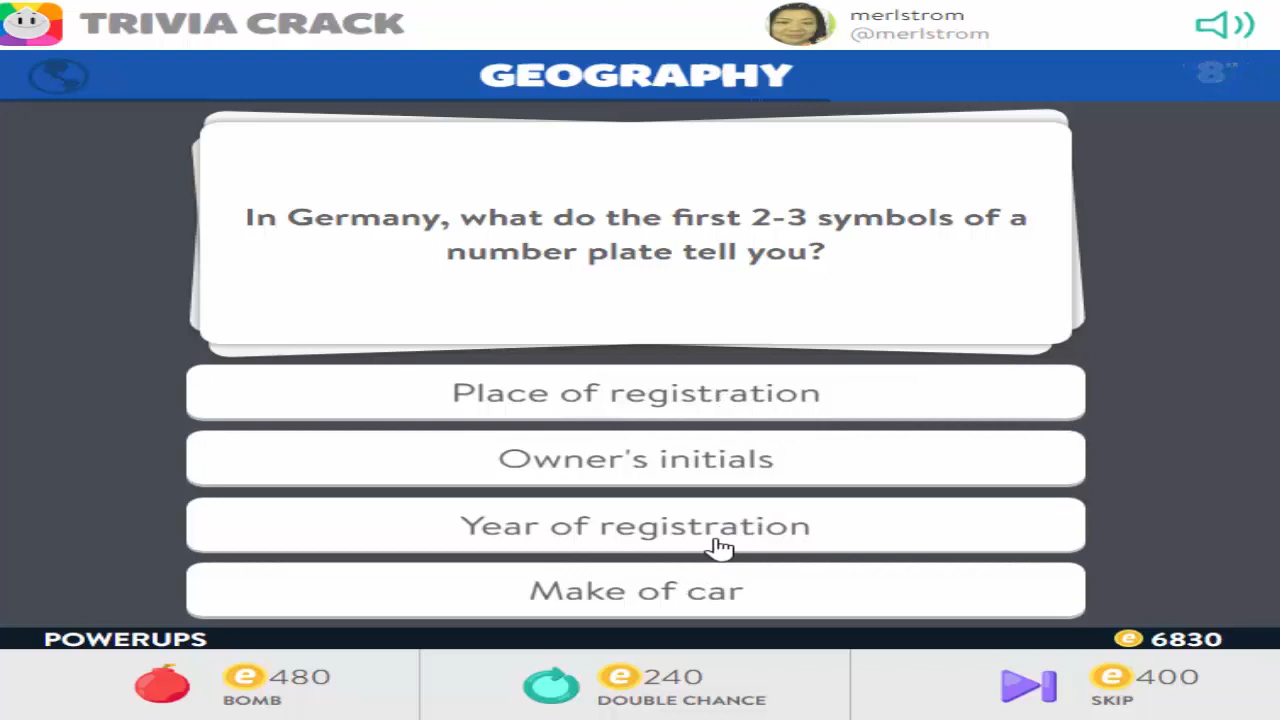 TRIVIA CRACK
merlstrom
@merlstrom
GEOGRAPHY
8
In Germany, what do the first 2-3 symbols of a
number plate tell you?
Place of registration
Owner's initials
Year of registration
Make of car
POWERUPS
6830
480
BOMB
240
DOUBLE CHANCE
400
SKIP